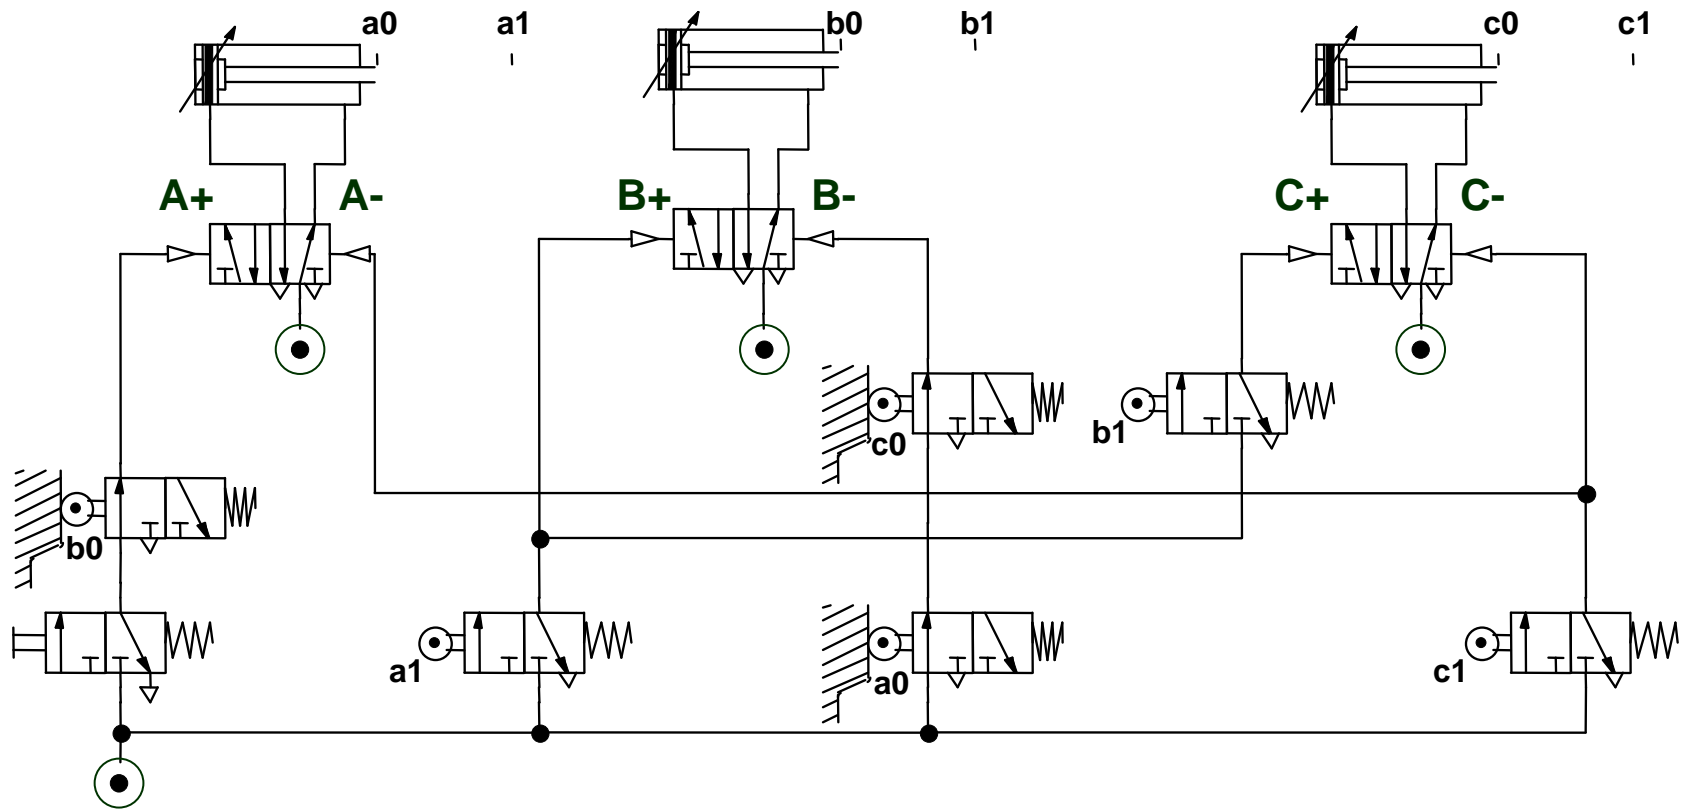 a0 a1 b0 b1 c0 c1
A+ A- B+ B- C+ C-
c0 b1
b0
a1 a0 c1